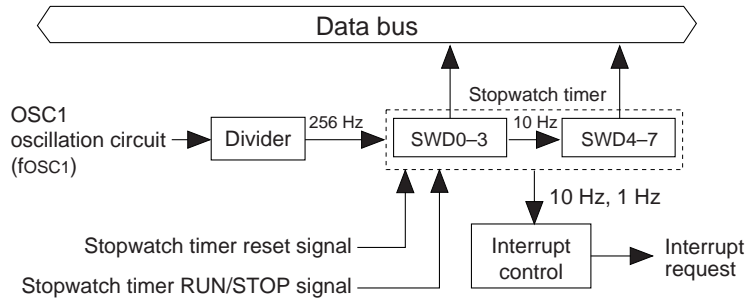 Data bus
Stopwatch timer
OSC1
oscillation circuit
(fOSC1)
Divider
256 Hz
SWD0–3
10 Hz
SWD4–7
10 Hz, 1 Hz
Stopwatch timer reset signal
Stopwatch timer RUN/STOP signal
Interrupt
control
Interrupt
request